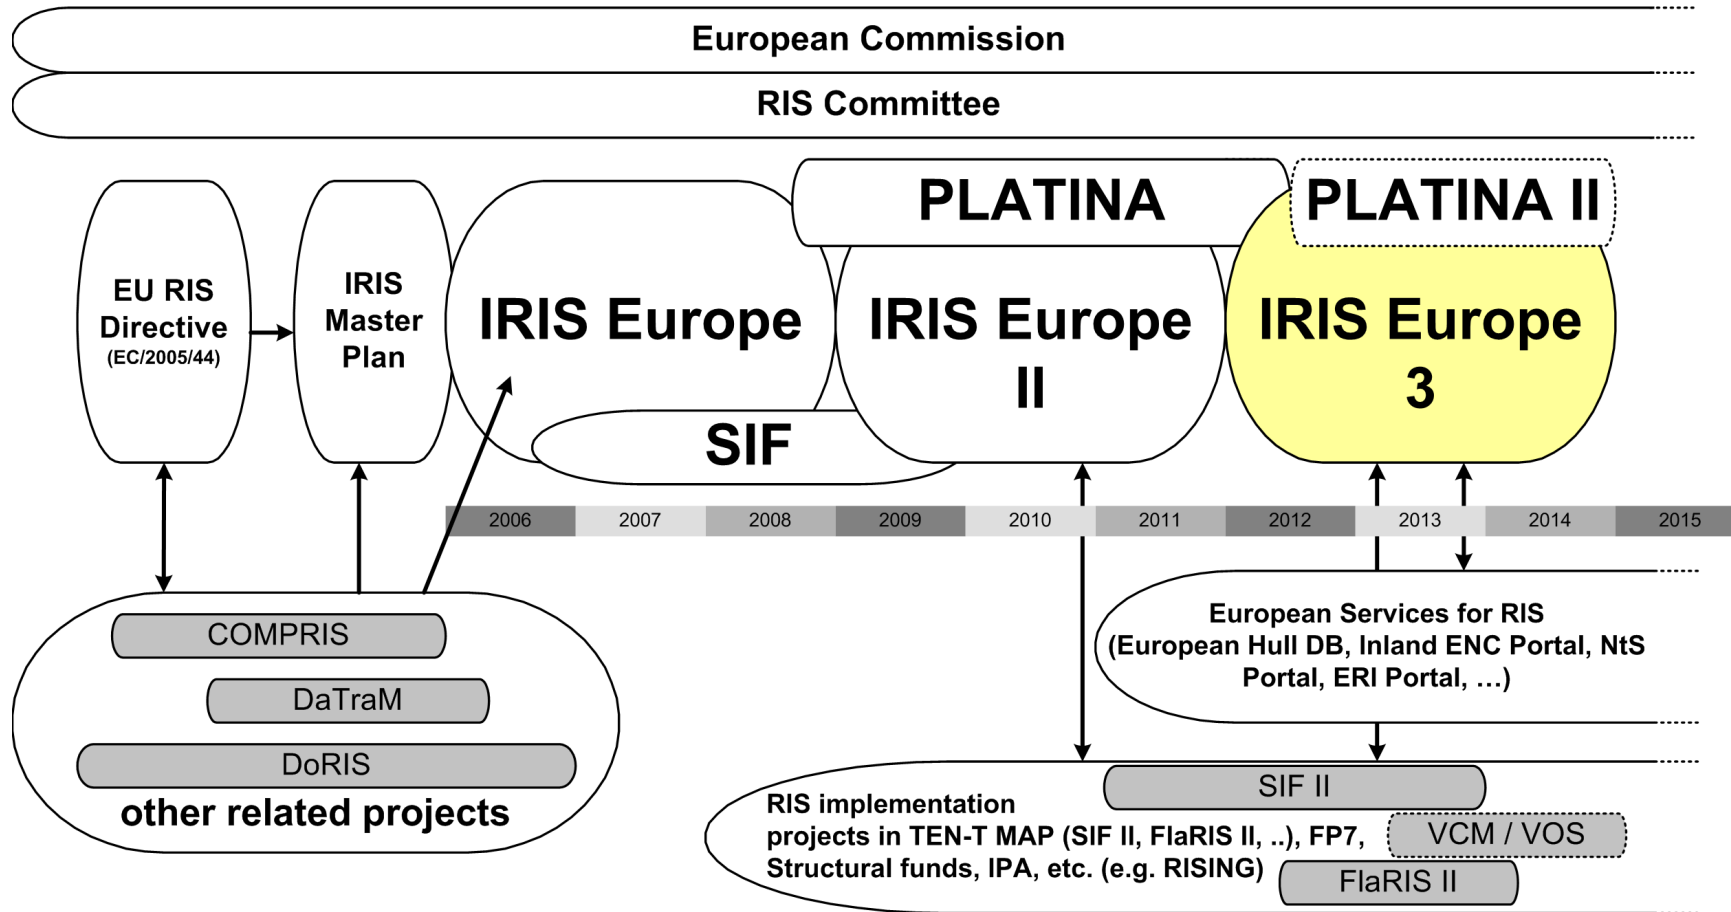 European Commission
RIS Committee
PLATINA
PLATINA II
EU RIS
Directive
(EC/2005/44)
IRIS
Master
Plan
IRIS Europe
IRIS Europe
II
IRIS Europe
3
SIF
2006
2007
2008
2009
2010
2011
2012
2013
2014
2015
COMPRIS
DaTraM
DoRIS
other related projects
European Services for RIS
(European Hull DB, Inland ENC Portal, NtS
Portal, ERI Portal, …)
RIS implementation
projects in TEN-T MAP (SIF II, FlaRIS II, ..), FP7,
Structural funds, IPA, etc. (e.g. RISING)
SIF II
VCM / VOS
FlaRIS II